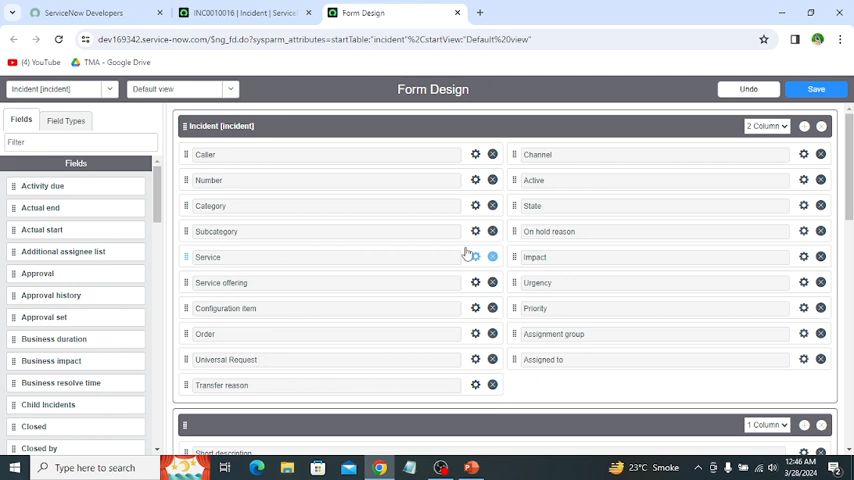 ServiceNow Developers
INC0010016 | Incident | Service
Form Design
dev169342.service-now.com/$ng_fd.do?sysparm_attributes=startTable:"incident"%2CstartView:"Default%20view"
(4) YouTube
TMA - Google Drive
Incident [incident]
Default view
Form Design
Undo
Save
Fields
Field Types
Filter
Fields
Activity due
Actual end
Actual start
Additional assignee list
Approval
Approval history
Approval set
Business duration
Business impact
Business resolve time
Child Incidents
Closed
Closed by
Incident [incident]
2 Column
Caller
Channel
Number
Active
Category
State
Subcategory
On hold reason
Service
Impact
Service offering
Urgency
Configuration item
Priority
Order
Assignment group
Universal Request
Assigned to
Transfer reason
1 Column
Short description
Type here to search
23°C Smoke
12:46 AM
3/28/2024
2